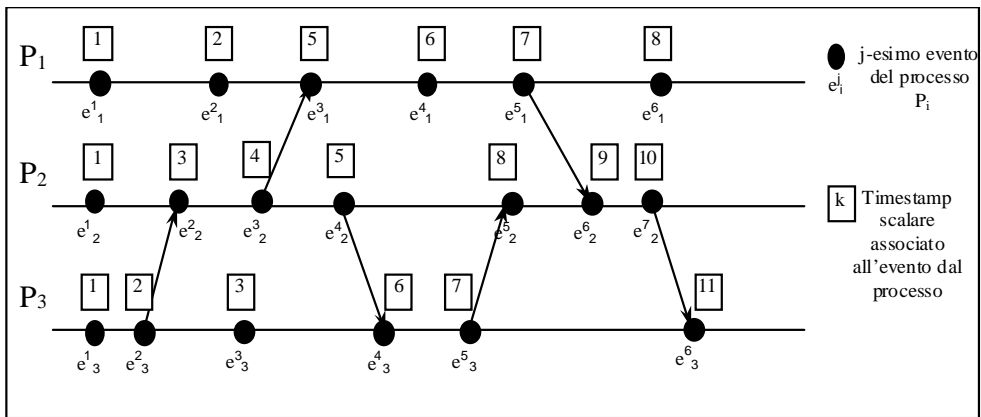 1 2 5 6 7 8
P1
e11 e21 e31 e41 e51 e61
1 3 4 5 8 9 10
P2
e12 e22 e32 e42 e52 e62 e72
1 2 3 6 7 11
P3
e13 e23 e33 e43 e53 e63
eji
j-esimo evento
del processo
Pi
k
Timestamp
scalare
associato
all'evento dal
processo